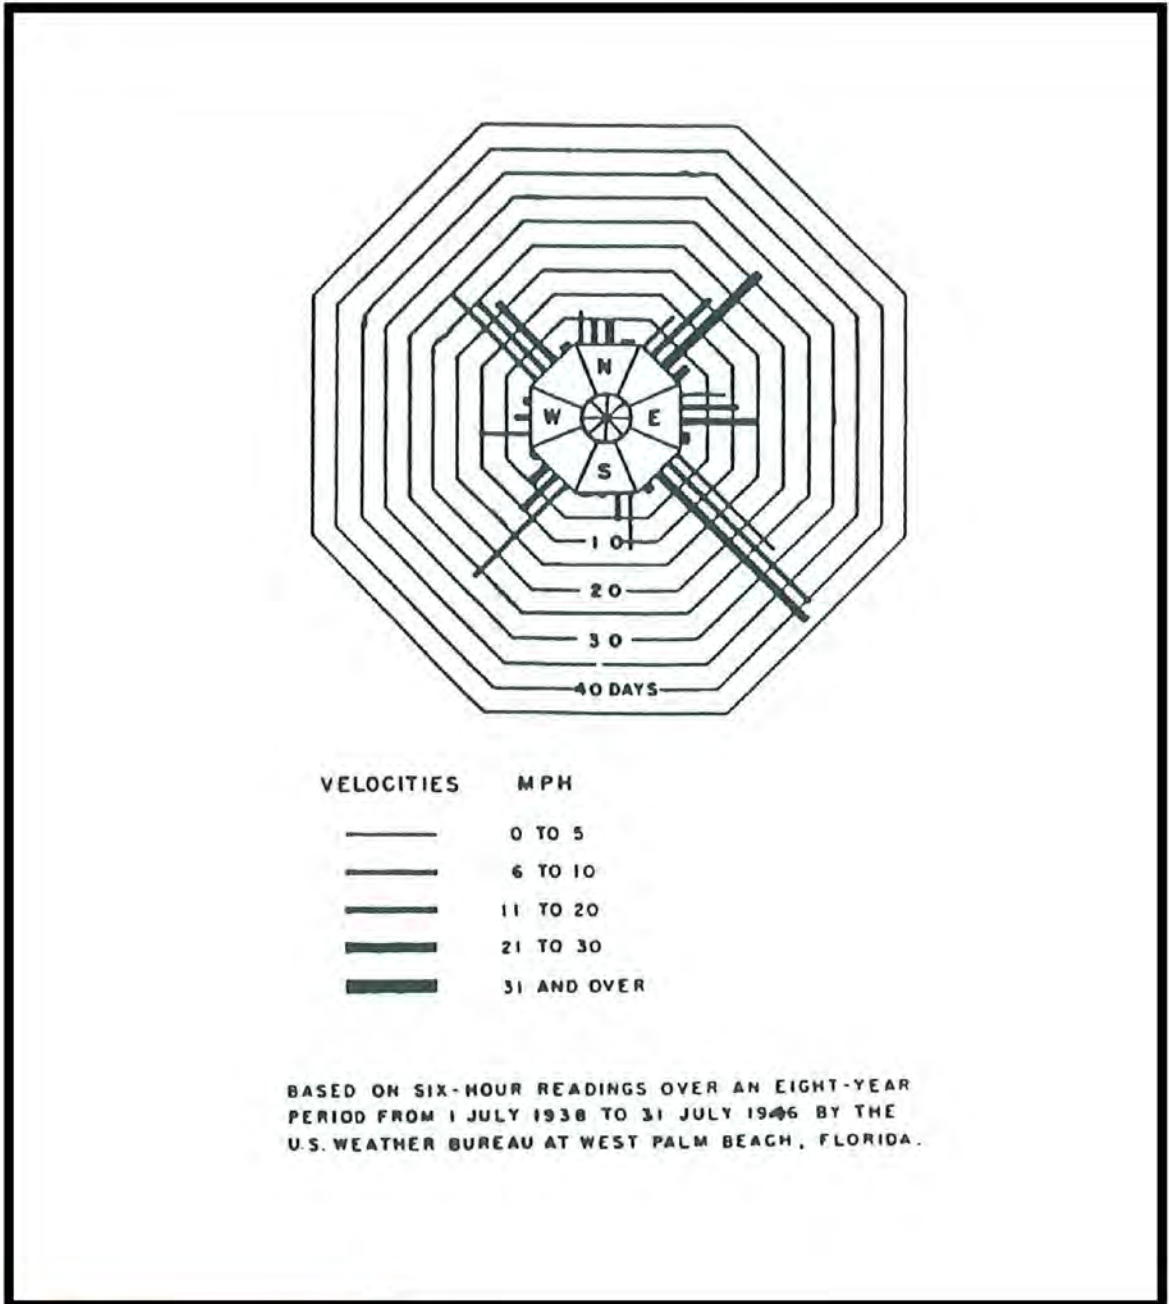 N
W E
S
10
20
30
40 DAYS
VELOCITIES MPH
0 TO 5
6 TO 10
11 TO 20
21 TO 30
31 AND OVER
BASED ON SIX-HOUR READINGS OVER AN EIGHT-YEAR
PERIOD FROM 1 JULY 1938 TO 31 JULY 1946 BY THE
U.S. WEATHER BUREAU AT WEST PALM BEACH, FLORIDA.